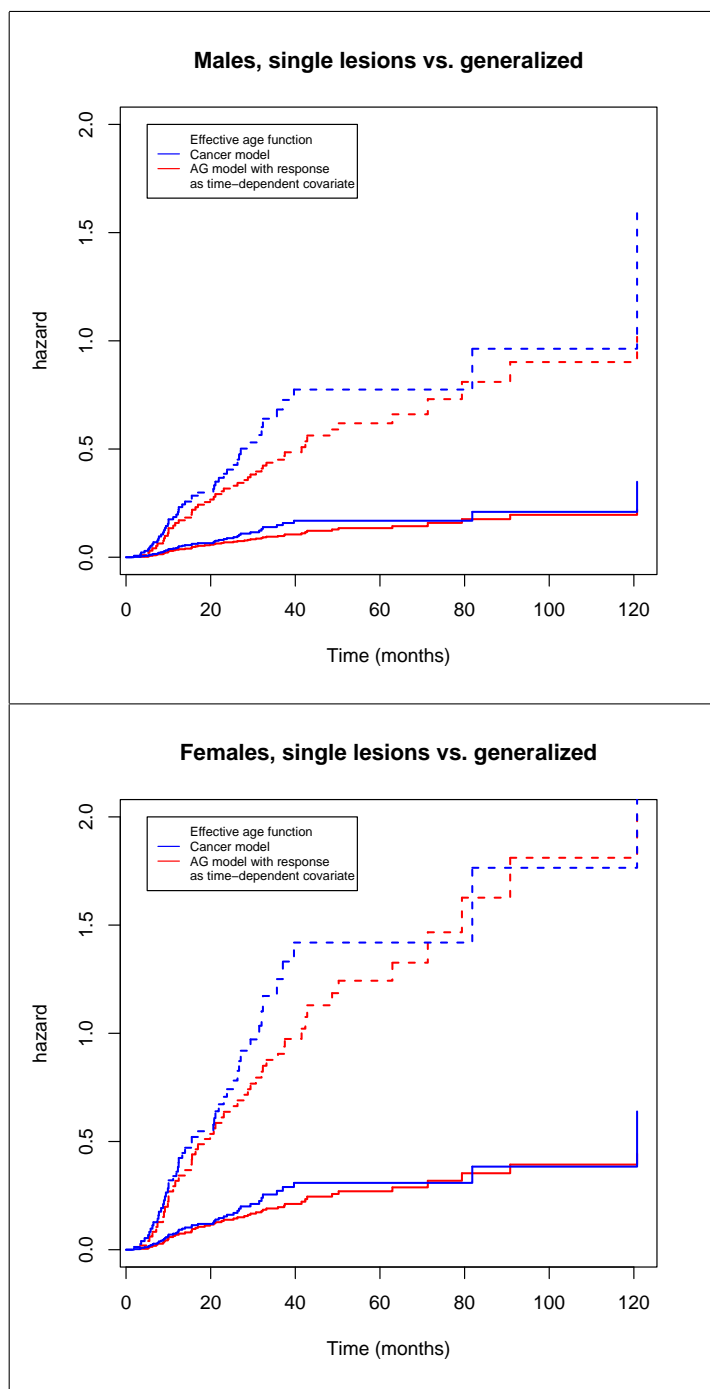 Males, single lesions vs. generalized
2.0
Effective age function
Cancer model
AG model with response
as time−dependent covariate
1.5
1.0
hazard
0.5
0.0
0 20 40 60 80 100 120
Time (months)
Females, single lesions vs. generalized
2.0
Effective age function
Cancer model
AG model with response
as time−dependent covariate
1.5
1.0
hazard
0.5
0.0
0 20 40 60 80 100 120
Time (months)